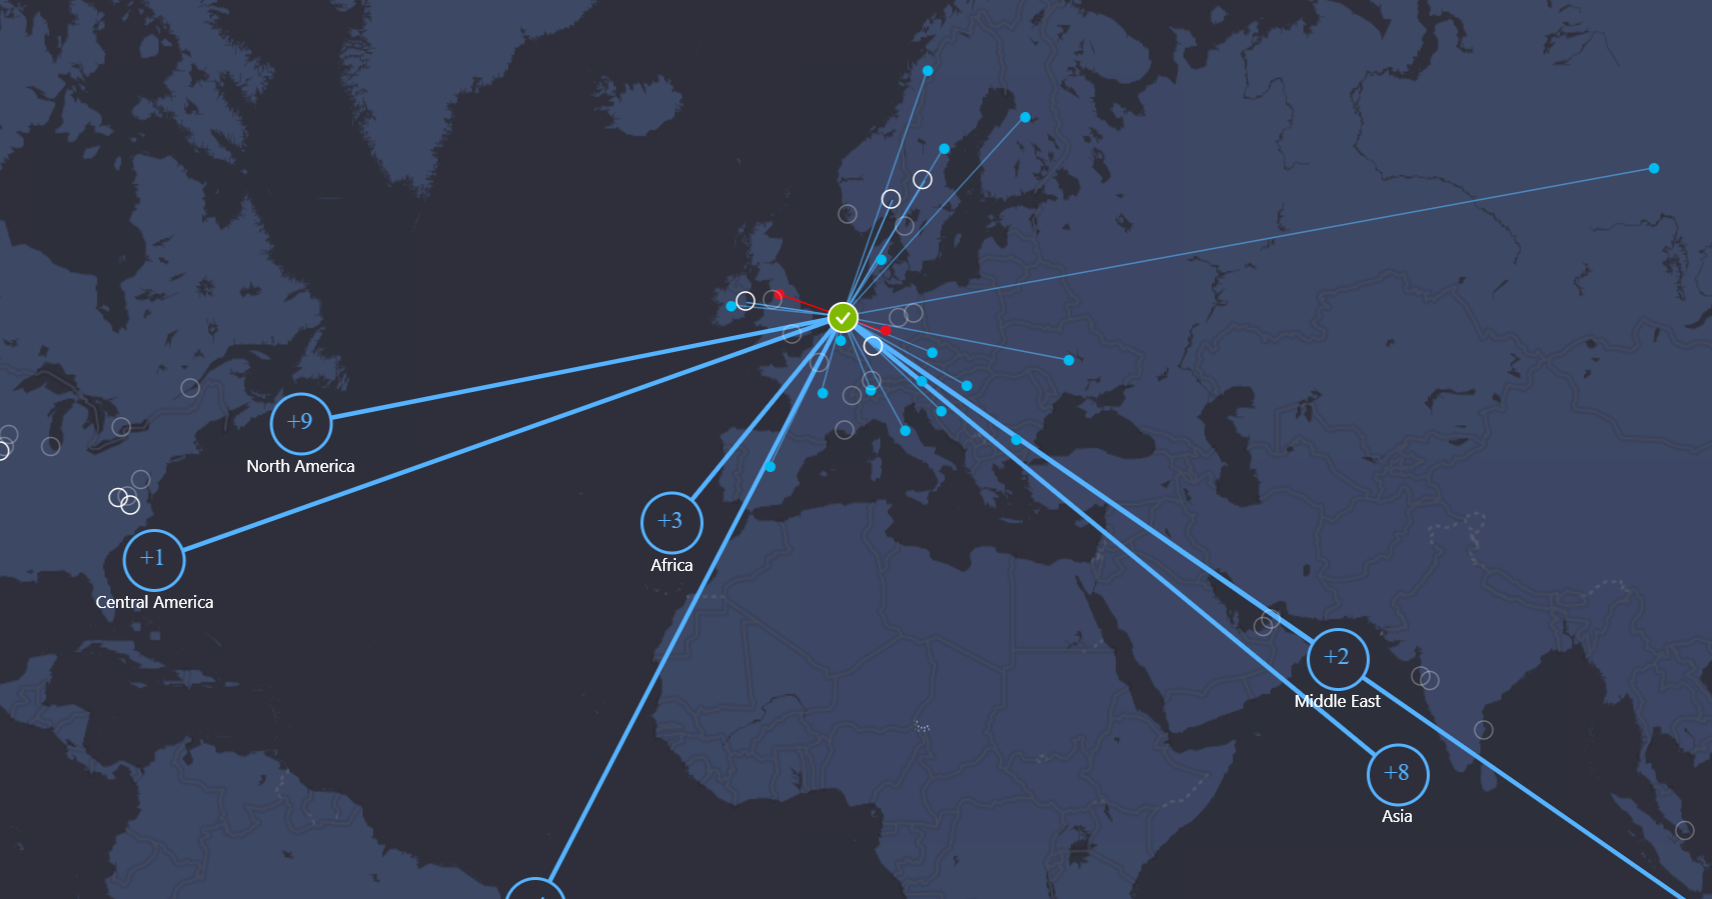 +9
North America
+1
Central America
+3
Africa
+2
Middle East
+8
Asia